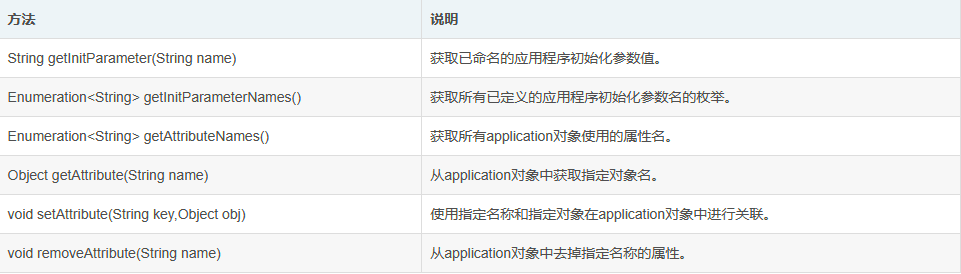 方法 说明
String getInitParameter(String name) 获取已命名的应用程序初始化参数值。
Enumeration<String> getInitParameterNames() 获取所有已定义的应用程序初始化参数名的枚举。
Enumeration<String> getAttributeNames() 获取所有application对象使用的属性名。
Object getAttribute(String name) 从application对象中获取指定对象名。
void setAttribute(String key,Object obj) 使用指定名称和指定对象在application对象中进行关联。
void removeAttribute(String name) 从application对象中去掉指定名称的属性。